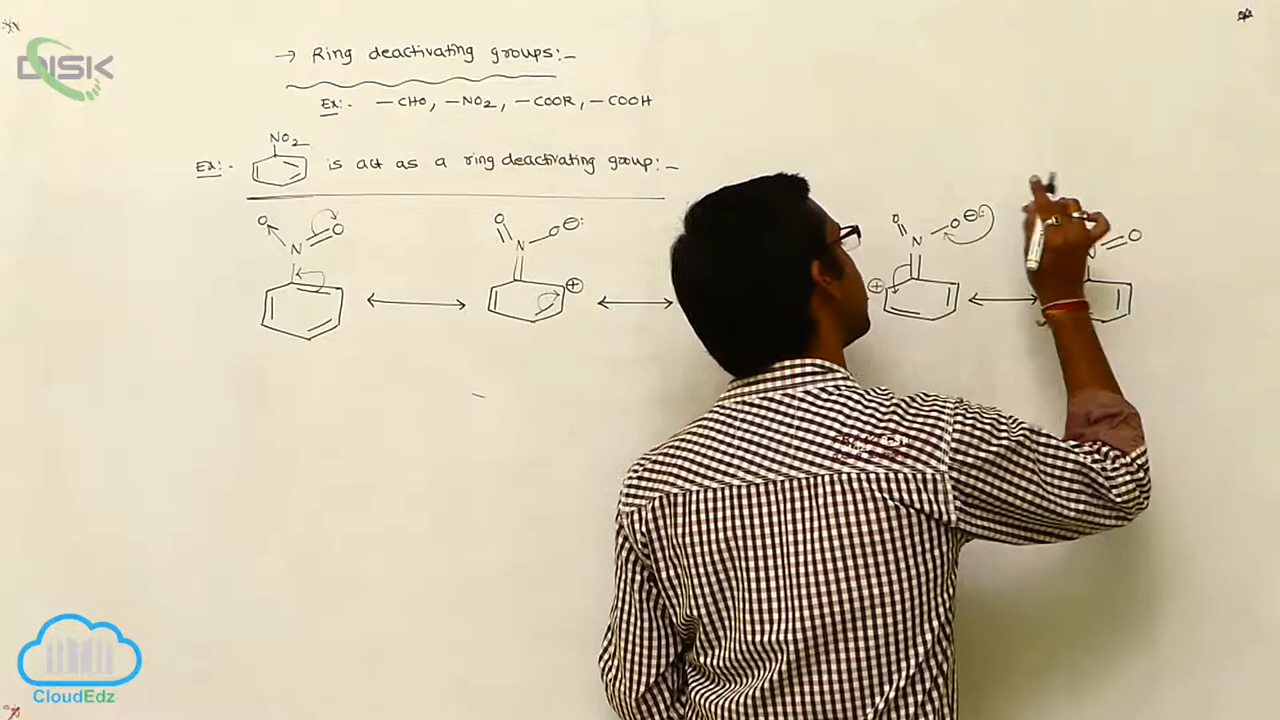 DISK
→ Ring deactivating groups:-
Ex:- -CHO, -NO2, -COOR, -COOH
NO2
Ex:- is act as a ring deactivating group:-
O N O
O N O ⊖:
⊕
O N O ⊖:
⊕
N O
CloudEdz